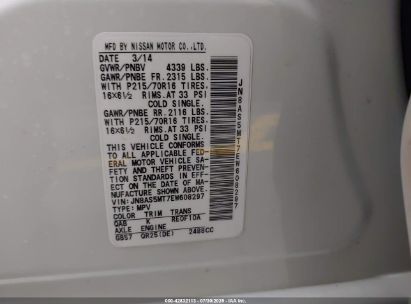 MFD BY NISSAN MOTOR CO.,LTD.
DATE 3/14
GVWR/PNBV 4339 LBS.
GAWR/PNBE FR. 2315 LBS.
WITH P215/70R16 TIRES,
16X6½ RIMS.AT 33 PSI
COLD SINGLE.
GAWR/PNBE RR. 2116 LBS.
WITH P215/70R16 TIRES,
16X6½ RIMS.AT 33 PSI
COLD SINGLE.
THIS VEHICLE CONFORMS
TO ALL APPLICABLE FED-
ERAL MOTOR VEHICLE SA-
FETY AND THEFT PREVEN-
TION STANDARDS IN EFFECT
ON THE DATE OF MA-
NUFACTURE SHOWN ABOVE.
VIN: JN8AS5MT7EW608297
TYPE: MPV
COLOR TRIM TRANS
QAB K RE0F10A
AXLE ENGINE
GB57 QR25(DE) 2488CC
JN8AS5MT7EW608297